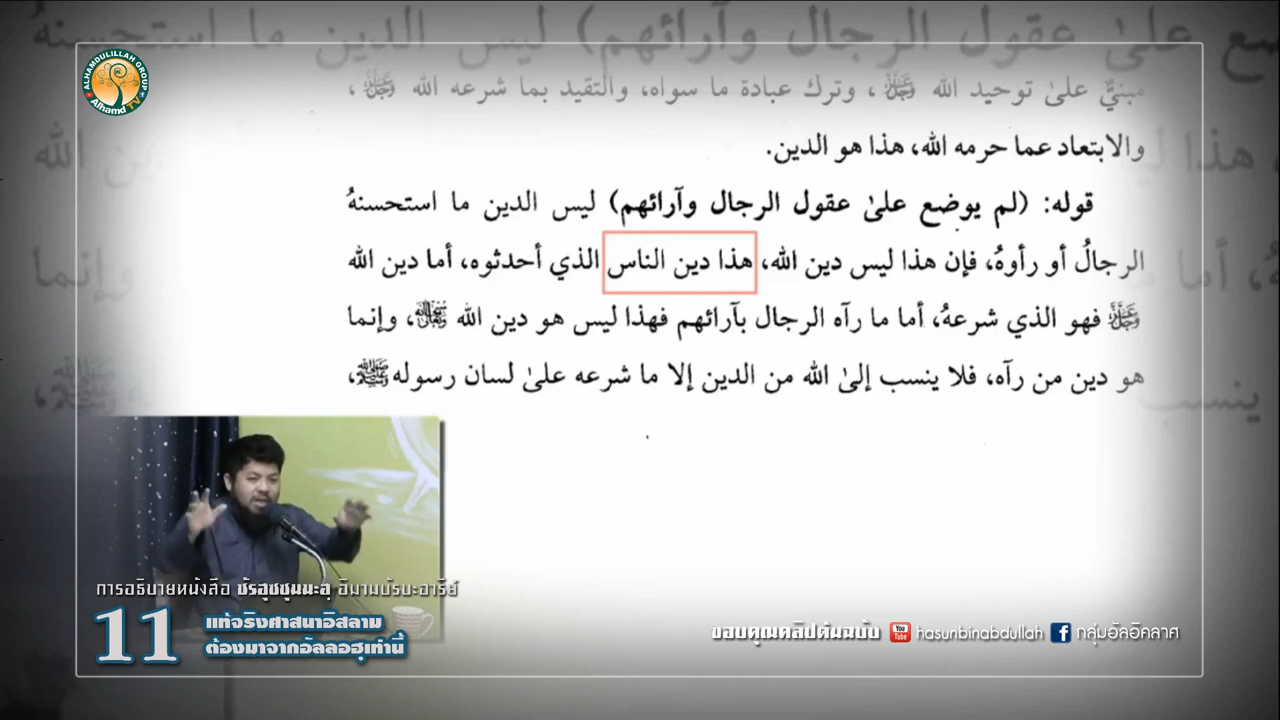 ALHAMDULILLAH GROUP
Alhamd TV
مبنيٌّ علىٰ توحيد الله ﷻ، وترك عبادة ما سواه، والتقيد بما شرعه الله ﷻ،
والابتعاد عما حرمه الله، هذا هو الدين.
قوله: (لم يوضع علىٰ عقول الرجال وآرائهم) ليس الدين ما استحسنهُ
الرجالُ أو رأوهُ، فإن هذا ليس دين الله، هذا دين الناس الذي أحدثوه، أما دين الله
ﷻ فهو الذي شرعهُ، أما ما رآه الرجال بآرائهم فهذا ليس هو دين الله، وإنما
هو دين من رآه، فلا ينسب إلىٰ الله من الدين إلا ما شرعه علىٰ لسان رسوله ﷺ،
การอธิบายหนังสือ ชัรฮุซซุนนะฮฺ อิมามบัรบะฮารีย์
11
แท้จริงศาสนาอิสลาม
ต้องมาจากอัลลอฮฺเท่านี้
ขอบคุณคลิปต้นฉบับ You Tube hasunbinabdullah f กลุ่มอัลอิคลาศ